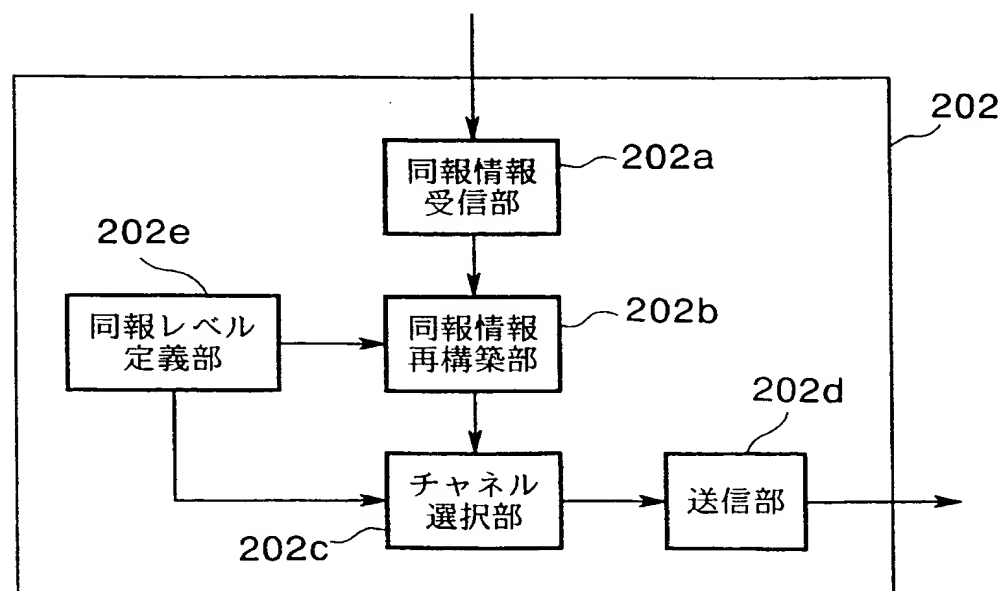 202
同報情報
受信部
202a
202e
同報レベル
定義部
同報情報
再構築部
202b
202d
チャネル
選択部
202c
送信部